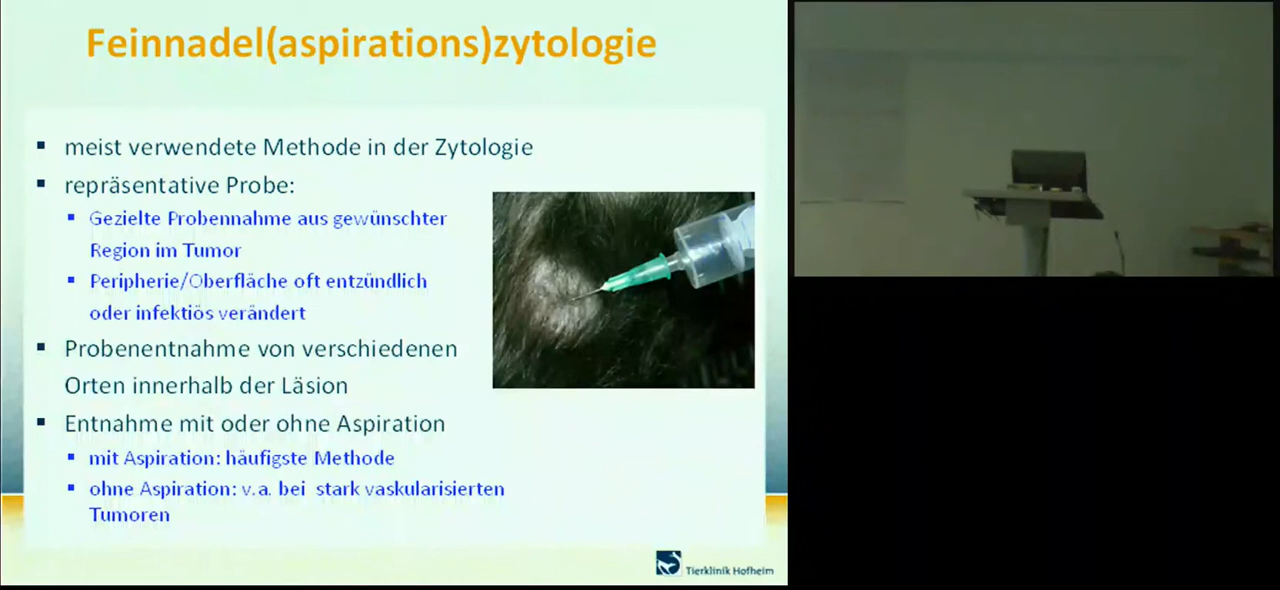 Feinnadel(aspirations)zytologie
▪ meist verwendete Methode in der Zytologie
▪ repräsentative Probe:
▪ Gezielte Probennahme aus gewünschter
Region im Tumor
▪ Peripherie/Oberfläche oft entzündlich
oder infektiös verändert
▪ Probenentnahme von verschiedenen
Orten innerhalb der Läsion
▪ Entnahme mit oder ohne Aspiration
▪ mit Aspiration: häufigste Methode
▪ ohne Aspiration: v.a. bei stark vaskularisierten
Tumoren
Tierklinik Hofheim